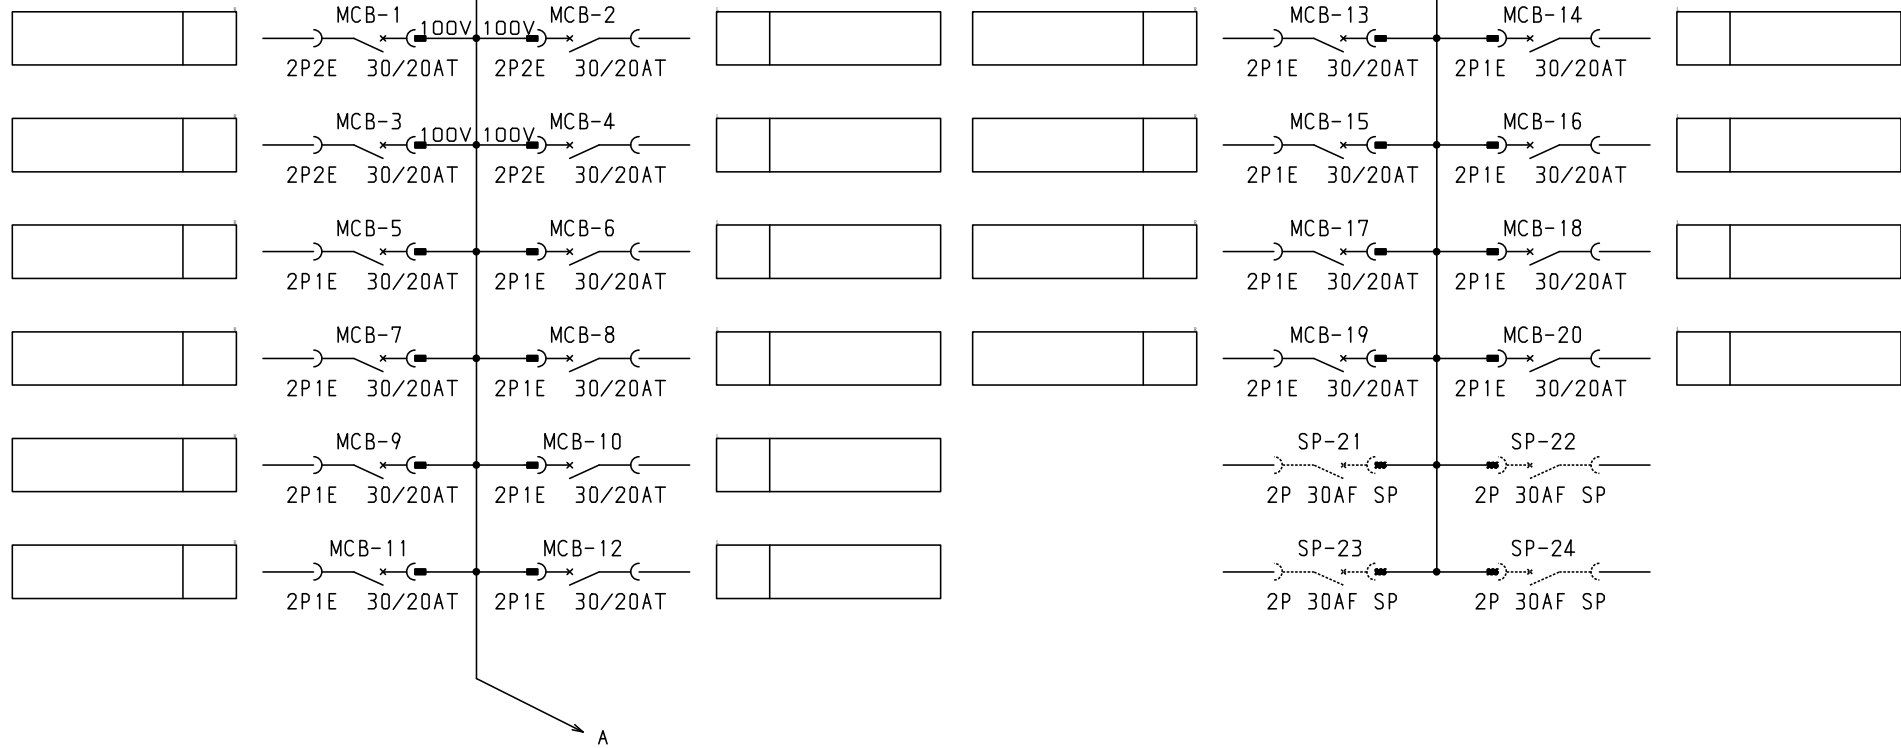 MCB-1 100V 100V MCB-2 MCB-13 MCB-14
2P2E 30/20AT 2P2E 30/20AT 2P1E 30/20AT 2P1E 30/20AT
MCB-3 100V 100V MCB-4 MCB-15 MCB-16
2P2E 30/20AT 2P2E 30/20AT 2P1E 30/20AT 2P1E 30/20AT
MCB-5 MCB-6 MCB-17 MCB-18
2P1E 30/20AT 2P1E 30/20AT 2P1E 30/20AT 2P1E 30/20AT
MCB-7 MCB-8 MCB-19 MCB-20
2P1E 30/20AT 2P1E 30/20AT 2P1E 30/20AT 2P1E 30/20AT
MCB-9 MCB-10 SP-21 SP-22
2P1E 30/20AT 2P1E 30/20AT 2P 30AF SP 2P 30AF SP
MCB-11 MCB-12 SP-23 SP-24
2P1E 30/20AT 2P1E 30/20AT 2P 30AF SP 2P 30AF SP
A